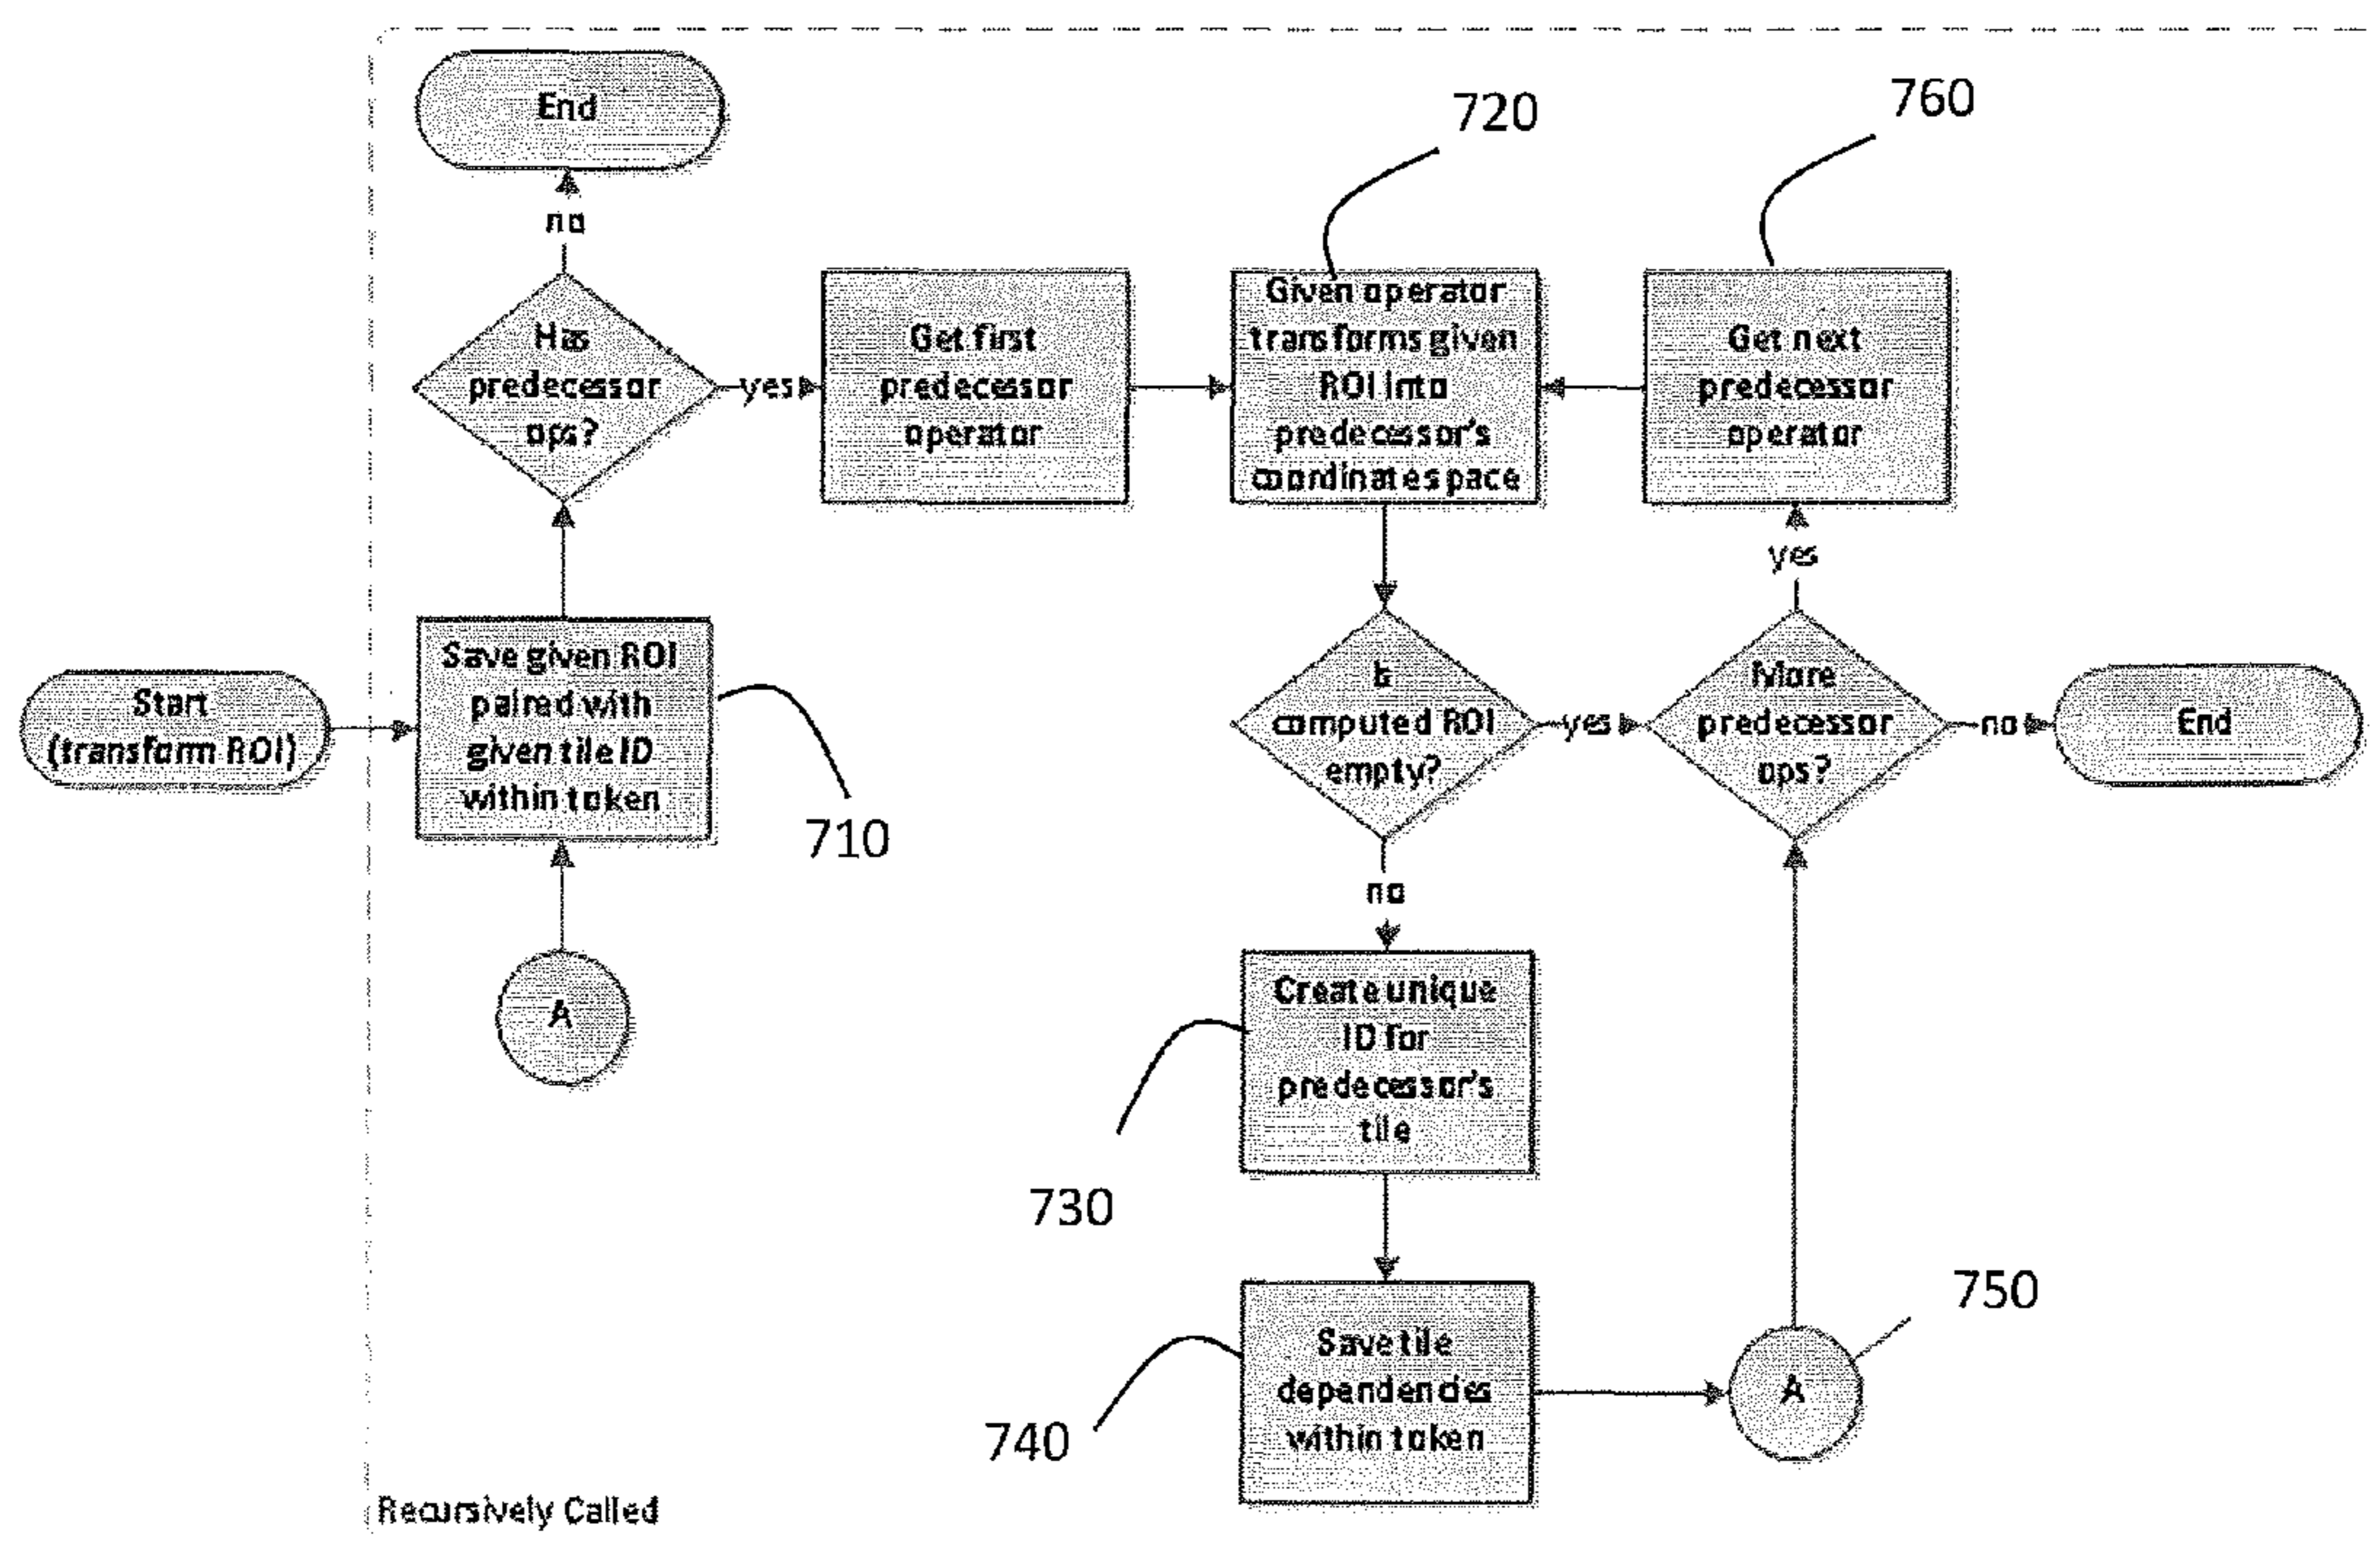 End
720
760
no
Has
predecessor
ops?
yes
Get first
predecessor
operator
Given operator
transforms given
ROI into
predecessor's
coordinate space
Get next
predecessor
operator
yes
Start
(transform ROI)
Save given ROI
paired with
given tile ID
within token
710
Is
computed ROI
empty?
yes
More
predecessor
ops?
no
End
no
A
Create unique
ID for
predecessor's
tile
730
Save tile
dependencies
within token
740
A
750
Recursively Called